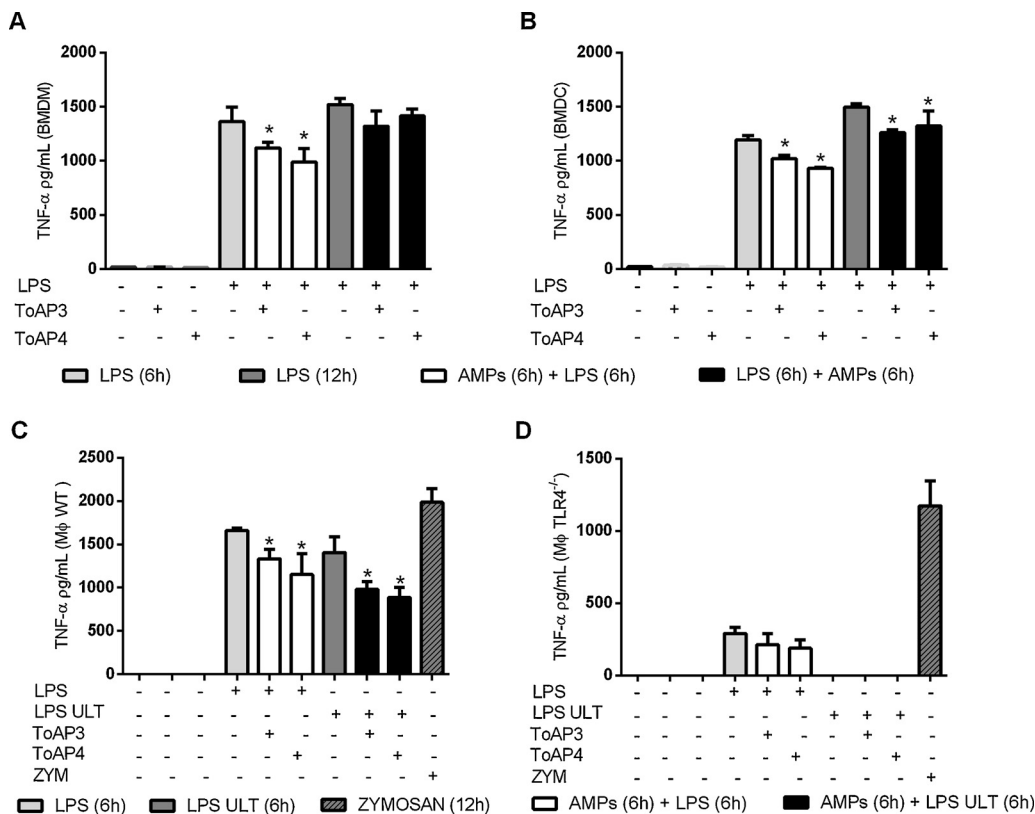 A
TNF-α ρg/mL (BMDM)
2000
1500
1000
500
0
* *
LPS - - - + + + + + +
ToAP3 - + - - + - - + -
ToAP4 - - + - - + - - +
B
TNF-α ρg/mL (BMDC)
2000
1500
1000
500
0
* * * *
LPS - - - + + + + + +
ToAP3 - + - - + - - + -
ToAP4 - - + - - + - - +
LPS (6h) LPS (12h) AMPs (6h) + LPS (6h) LPS (6h) + AMPs (6h)
C
TNF-α ρg/mL (Mϕ WT )
2500
2000
1500
1000
500
0
* * * *
LPS - - - + + + - - - -
LPS ULT - - - - - - + + + -
ToAP3 - - - - + - - + - -
ToAP4 - - - - - + - - + -
ZYM - - - - - - - - - +
D
TNF-α ρg/mL (Mϕ TLR4-/-)
1500
1000
500
0
LPS - - - + + + - - - -
LPS ULT - - - - - - + + + -
ToAP3 - - - - + - - + - -
ToAP4 - - - - - + - - + -
ZYM - - - - - - - - - +
LPS (6h) LPS ULT (6h) ZYMOSAN (12h) AMPs (6h) + LPS (6h) AMPs (6h) + LPS ULT (6h)